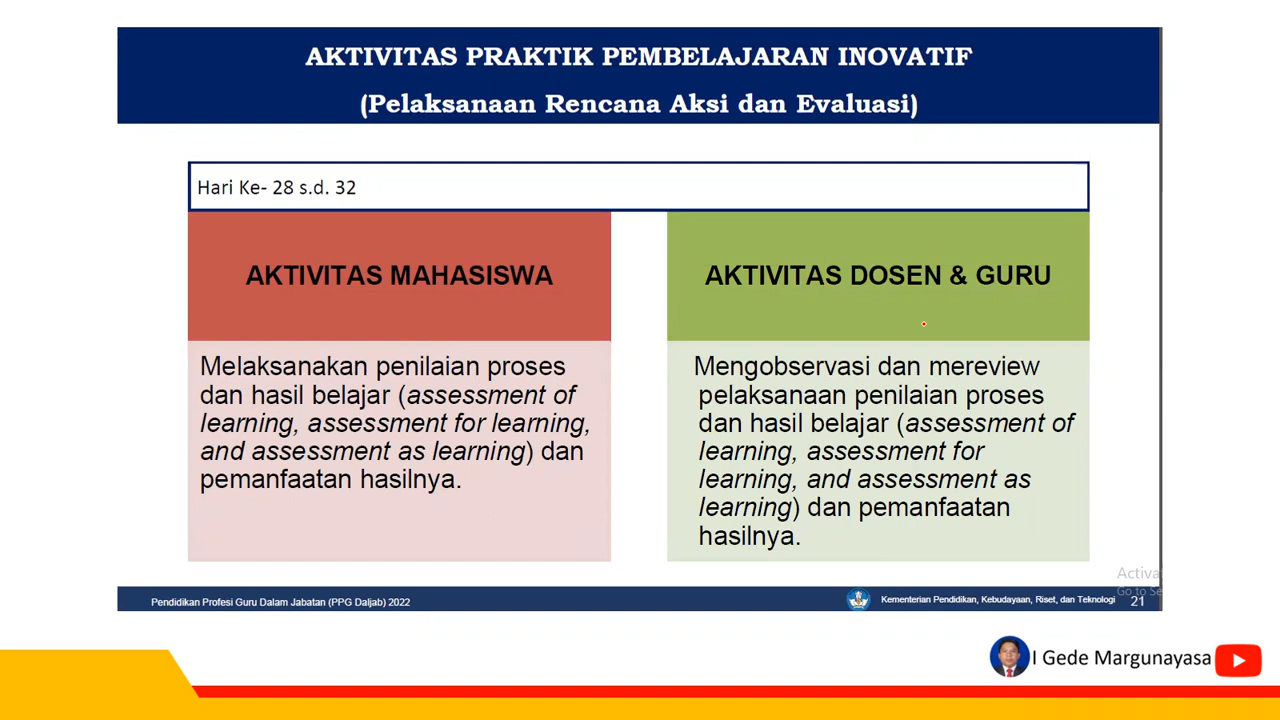 AKTIVITAS PRAKTIK PEMBELAJARAN INOVATIF
(Pelaksanaan Rencana Aksi dan Evaluasi)
Hari Ke- 28 s.d. 32
AKTIVITAS MAHASISWA
Melaksanakan penilaian proses
dan hasil belajar (assessment of
learning, assessment for learning,
and assessment as learning) dan
pemanfaatan hasilnya.
AKTIVITAS DOSEN & GURU
Mengobservasi dan mereview
pelaksanaan penilaian proses
dan hasil belajar (assessment of
learning, assessment for
learning, and assessment as
learning) dan pemanfaatan
hasilnya.
Activa
Go to Se
Pendidikan Profesi Guru Dalam Jabatan (PPG Daljab) 2022
Kementerian Pendidikan, Kebudayaan, Riset, dan Teknologi
21
I Gede Margunayasa